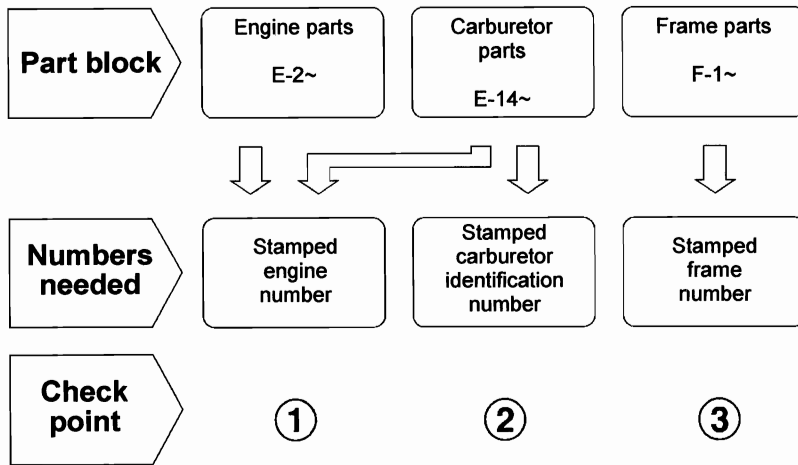 Part block
Engine parts
E-2~
Carburetor
parts
E-14~
Frame parts
F-1~
Numbers
needed
Stamped
engine
number
Stamped
carburetor
identification
number
Stamped
frame
number
Check
point
①
②
③